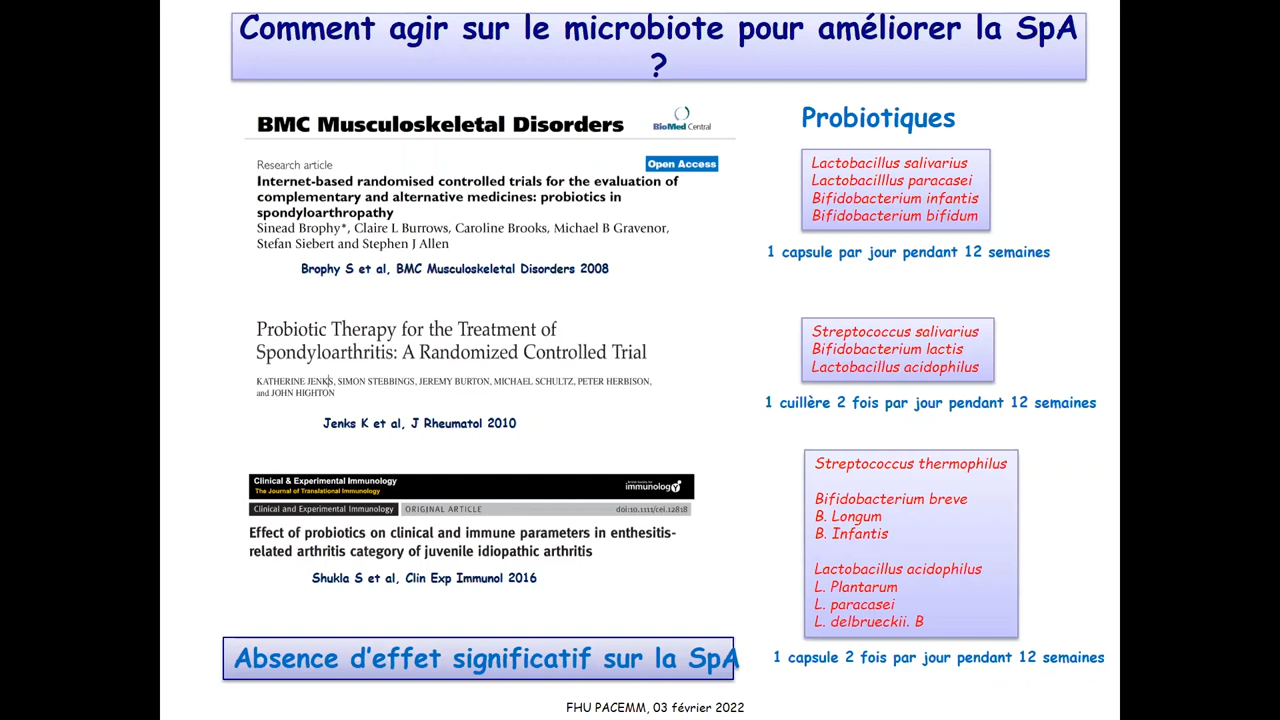 Comment agir sur le microbiote pour améliorer la SpA
?
BMC Musculoskeletal Disorders
BioMed Central
Research article
Open Access
Internet-based randomised controlled trials for the evaluation of
complementary and alternative medicines: probiotics in
spondyloarthropathy
Sinead Brophy*, Claire L Burrows, Caroline Brooks, Michael B Gravenor,
Stefan Siebert and Stephen J Allen
Brophy S et al, BMC Musculoskeletal Disorders 2008
Probiotic Therapy for the Treatment of
Spondyloarthritis: A Randomized Controlled Trial
KATHERINE JENKS, SIMON STEBBINGS, JEREMY BURTON, MICHAEL SCHULTZ, PETER HERBISON,
and JOHN HIGHTON
Jenks K et al, J Rheumatol 2010
Clinical & Experimental Immunology
The Journal of Translational Immunology
immunology
Clinical and Experimental Immunology
ORIGINAL ARTICLE
doi:10.1111/cei.12818
Effect of probiotics on clinical and immune parameters in enthesitis-
related arthritis category of juvenile idiopathic arthritis
Shukla S et al, Clin Exp Immunol 2016
Absence d’effet significatif sur la SpA
Probiotiques
Lactobacillus salivarius
Lactobacilllus paracasei
Bifidobacterium infantis
Bifidobacterium bifidum
1 capsule par jour pendant 12 semaines
Streptococcus salivarius
Bifidobacterium lactis
Lactobacillus acidophilus
1 cuillère 2 fois par jour pendant 12 semaines
Streptococcus thermophilus
Bifidobacterium breve
B. Longum
B. Infantis
Lactobacillus acidophilus
L. Plantarum
L. paracasei
L. delbrueckii. B
1 capsule 2 fois par jour pendant 12 semaines
FHU PACEMM, 03 février 2022